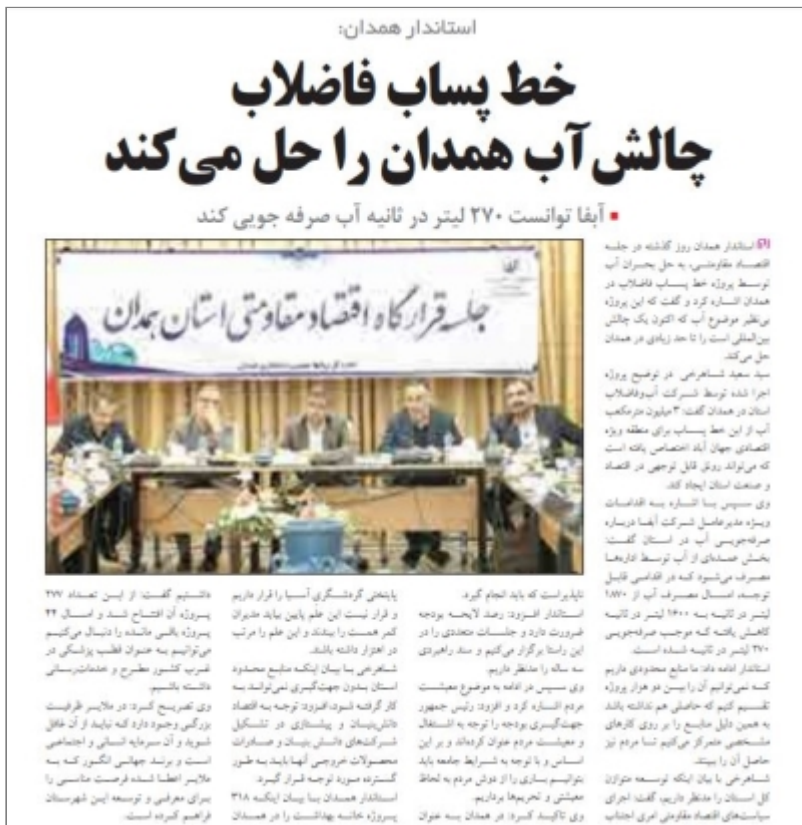 استاندار همدان:
خط پساب فاضلاب
چالش آب همدان را حل می‌کند
آبفا توانست ۲۷۰ لیتر در ثانیه آب صرفه جویی کند
جلسه قرارگاه اقتصاد مقاومتی استان همدان
استاندار همدان روز گذشته در جلسه
اقتصاد مقاومتی، به حل بحران آب
توسط پروژه خط پساب فاضلاب در
همدان اشاره کرد و گفت که این پروژه
بی‌نظیر موضوع آب که اکنون یک چالش
بین‌المللی است را تا حد زیادی در همدان
حل می‌کند.
سید سعید شاهرخی در توضیح پروژه
اجرا شده توسط شرکت آب‌وفاضلاب
استان در همدان گفت: ۳ میلیون مترمکعب
آب از این خط پساب برای منطقه ویژه
اقتصادی جهان آباد اختصاص یافته است
که می‌تواند رونق قابل توجهی در اقتصاد
و صنعت استان ایجاد کند.
وی سپس با اشاره به اقدامات
ویژه مدیرعامل شرکت آبفا درباره
صرفه‌جویی آب در استان گفت:
بخش عمده‌ای از آب توسط اداره‌ها
مصرف می‌شود که در اقدامی قابل
توجه، امسال مصرف آب از ۱۸۷۰
لیتر در ثانیه به ۱۶۰۰ لیتر در ثانیه
کاهش یافته که موجب صرفه‌جویی
۲۷۰ لیتر در ثانیه شده است.
استاندار ادامه داد: ما منابع محدودی داریم
که نمی‌توانیم آن را بین دو هزار پروژه
تقسیم کنیم که حاصلی هم نداشته باشد
به همین دلیل منابع را بر روی کارهای
مشخصی متمرکز می‌کنیم تا مردم نیز
حاصل آن را ببینند.
شاهرخی با بیان اینکه توسعه متوازن
کل استان را مدنظر داریم، گفت: اجرای
سیاست‌های اقتصاد مقاومتی امری اجتناب
ناپذیراست که باید انجام گیرد.
استاندار افزود: رصد لایحه بودجه
ضرورت دارد و جلسات متعددی را در
این راستا برگزار می‌کنیم و سند راهبردی
سه ساله را مدنظر داریم.
وی سپس در ادامه به موضوع معیشت
مردم اشاره کرد و افزود: رئیس جمهور
جهت‌گیری بودجه را توجه به اشتغال
و معیشت مردم عنوان کرده‌اند و بر این
اساس و با توجه به شرایط جامعه باید
بتوانیم باری را از دوش مردم به لحاظ
معیشتی و تحریم‌ها برداریم.
وی تاکید کرد: در همدان به عنوان
پایتختی گردشگری آسیا را قرار داریم
و قرار نیست این علم پایین بیاید مدیران
کمر همت را ببندند و این علم را مرتب
در اهتزاز داشته باشند.
شاهرخی با بیان اینکه منابع محدود
استان بدون جهت‌گیری نمی‌تواند به
کار گرفته شود، افزود: توجه به اقتصاد
دانش‌بنیان و پیشتازی در تشکیل
شرکت‌های دانش بنیان و صادرات
محصولات خروجی آنها باید به طور
گسترده مورد توجه قرار گیرد.
استاندار همدان با بیان اینکه ۳۱۸
پروژه خانه بهداشت را در همدان
داشتیم گفت: از این تعداد ۲۷۷
پروژه آن افتتاح شد و امسال ۴۴
پروژه باقی مانده را دنبال می‌کنیم
می‌توانیم به عنوان قطب پزشکی در
غرب کشور مطرح و خدمات‌رسانی
داشته باشیم.
وی تصریح کرد: در ملایر ظرفیت
بزرگی وجود دارد که نباید از آن غافل
شوید و آن سرمایه انسانی و اجتماعی
است و برند جهانی انگور که به
ملایر اعطا شده فرصت مناسبی را
برای معرفی و توسعه این شهرستان
فراهم کرده است.